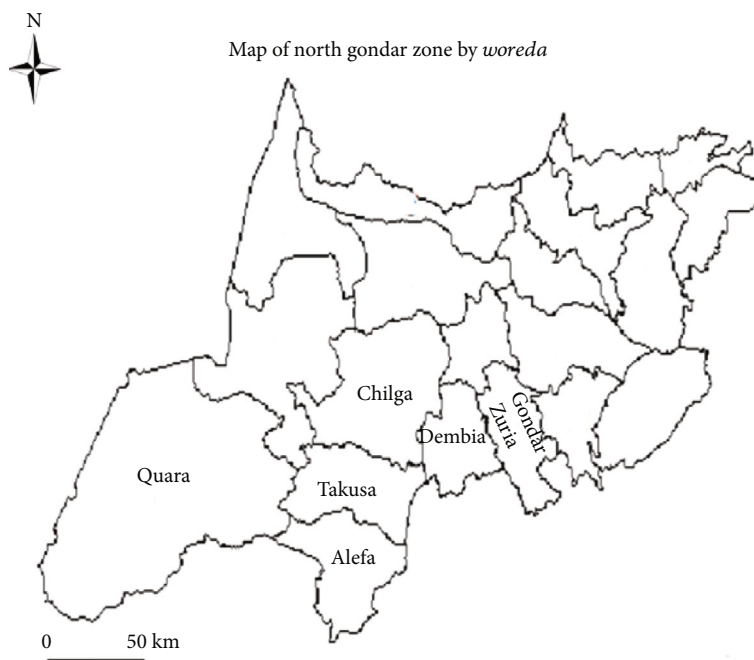 N
Map of north gondar zone by woreda
Chilga
Gondar
Zuria
Dembia
Quara
Takusa
Alefa
0 50 km